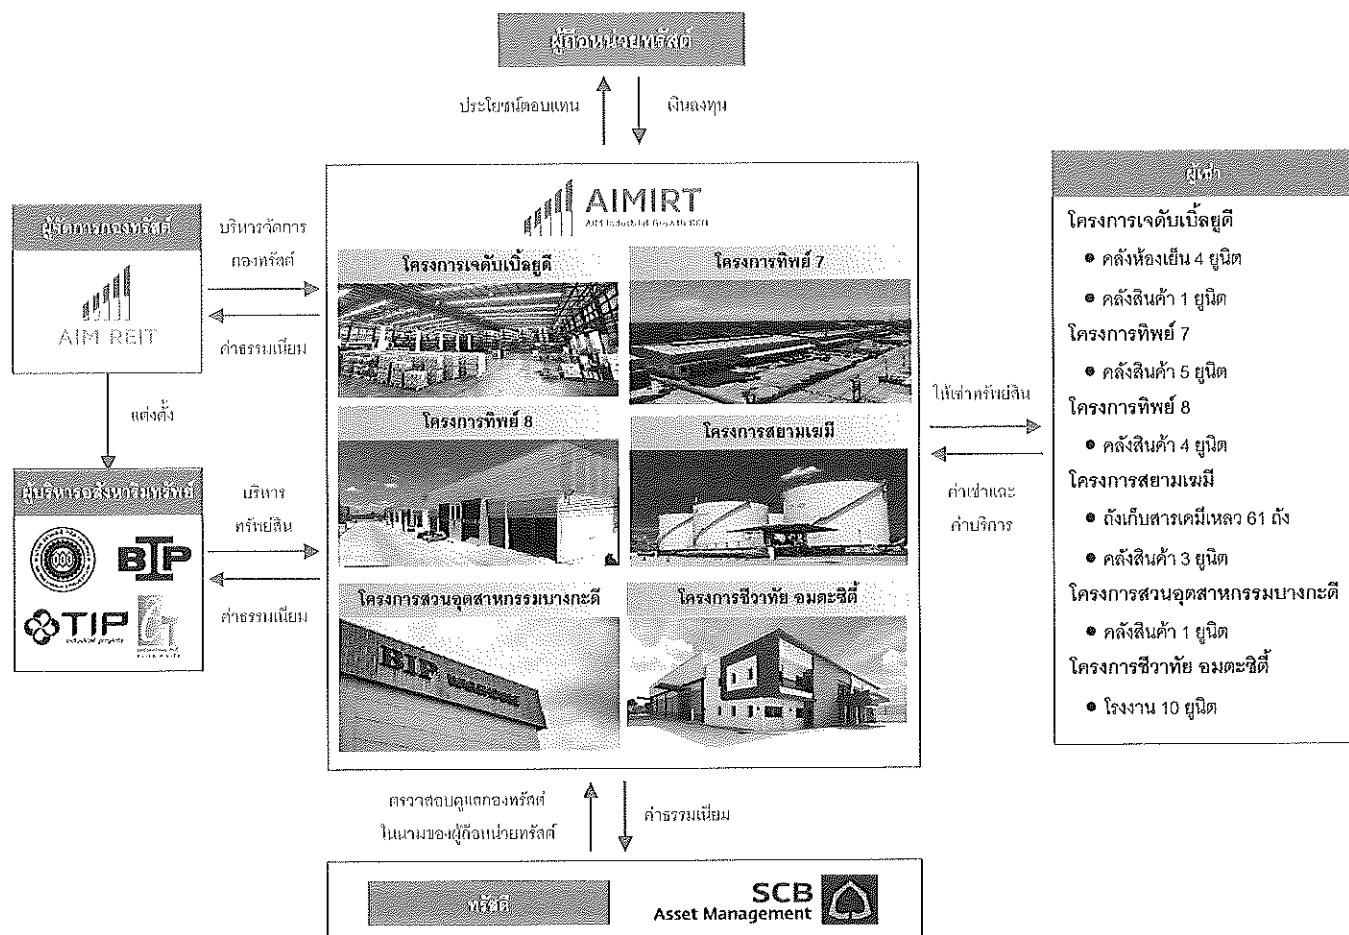 ผู้ถือหน่วยทรัสต์
ประโยชน์ตอบแทน
เงินลงทุน
ผู้จัดการกองทรัสต์
AIM REIT
บริหารจัดการ
กองทรัสต์
ค่าธรรมเนียม
แต่งตั้ง
ผู้บริหารอสังหาริมทรัพย์
BIP
TIP
industrial property
บริหาร
ทรัพย์สิน
ค่าธรรมเนียม
AIMIRT
AIM Industrial Growth REIT
โครงการเจดับเบิ้ลยูดี
โครงการทิพย์ 7
โครงการทิพย์ 8
โครงการสยามเฆมี
โครงการสวนอุตสาหกรรมบางกะดี
โครงการชีวาทัย อมตะซิตี้
BIP
ให้เช่าทรัพย์สิน
ค่าเช่าและ
ค่าบริการ
ผู้เช่า
โครงการเจดับเบิ้ลยูดี
● คลังห้องเย็น 4 ยูนิต
● คลังสินค้า 1 ยูนิต
โครงการทิพย์ 7
● คลังสินค้า 5 ยูนิต
โครงการทิพย์ 8
● คลังสินค้า 4 ยูนิต
โครงการสยามเฆมี
● ถังเก็บสารเคมีเหลว 61 ถัง
● คลังสินค้า 3 ยูนิต
โครงการสวนอุตสาหกรรมบางกะดี
● คลังสินค้า 1 ยูนิต
โครงการชีวาทัย อมตะซิตี้
● โรงงาน 10 ยูนิต
ตรวจสอบดูแลกองทรัสต์
ในนามของผู้ถือหน่วยทรัสต์
ค่าธรรมเนียม
ทรัสตี
SCB
Asset Management